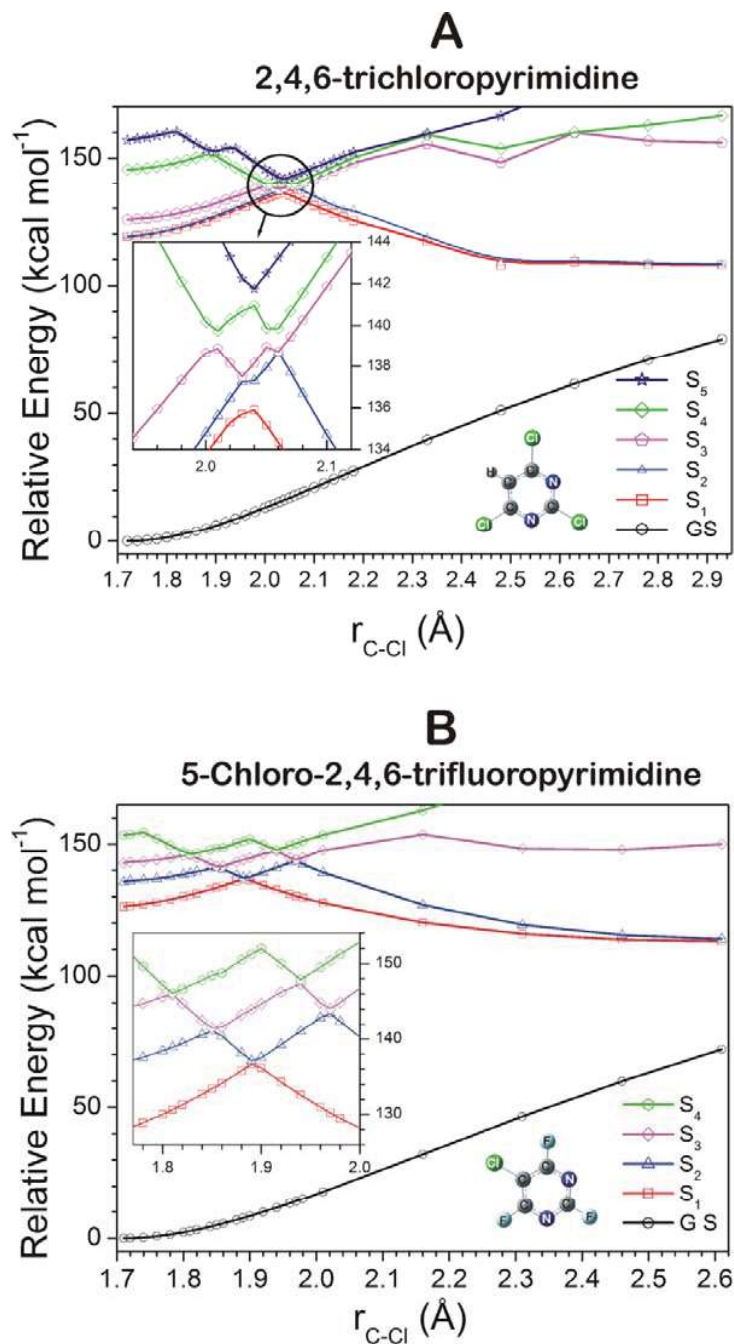 A
2,4,6-trichloropyrimidine
Relative Energy (kcal mol⁻¹)
150
100
50
0
144
142
140
138
136
134
2.0
2.1
S₅
S₄
S₃
S₂
S₁
GS
Cl
H
C
C
N
C
C
Cl
N
Cl
1.7 1.8 1.9 2.0 2.1 2.2 2.3 2.4 2.5 2.6 2.7 2.8 2.9
r C-Cl (Å)
B
5-Chloro-2,4,6-trifluoropyrimidine
Relative Energy (kcal mol⁻¹)
150
100
50
0
150
140
130
1.8 1.9 2.0
S₄
S₃
S₂
S₁
G S
F
Cl
C
C
N
F
N
F
1.7 1.8 1.9 2.0 2.1 2.2 2.3 2.4 2.5 2.6
r C-Cl (Å)